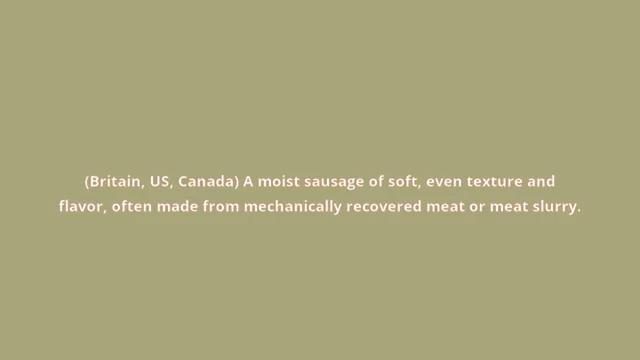 (Britain, US, Canada) A moist sausage of soft, even texture and
flavor, often made from mechanically recovered meat or meat slurry.